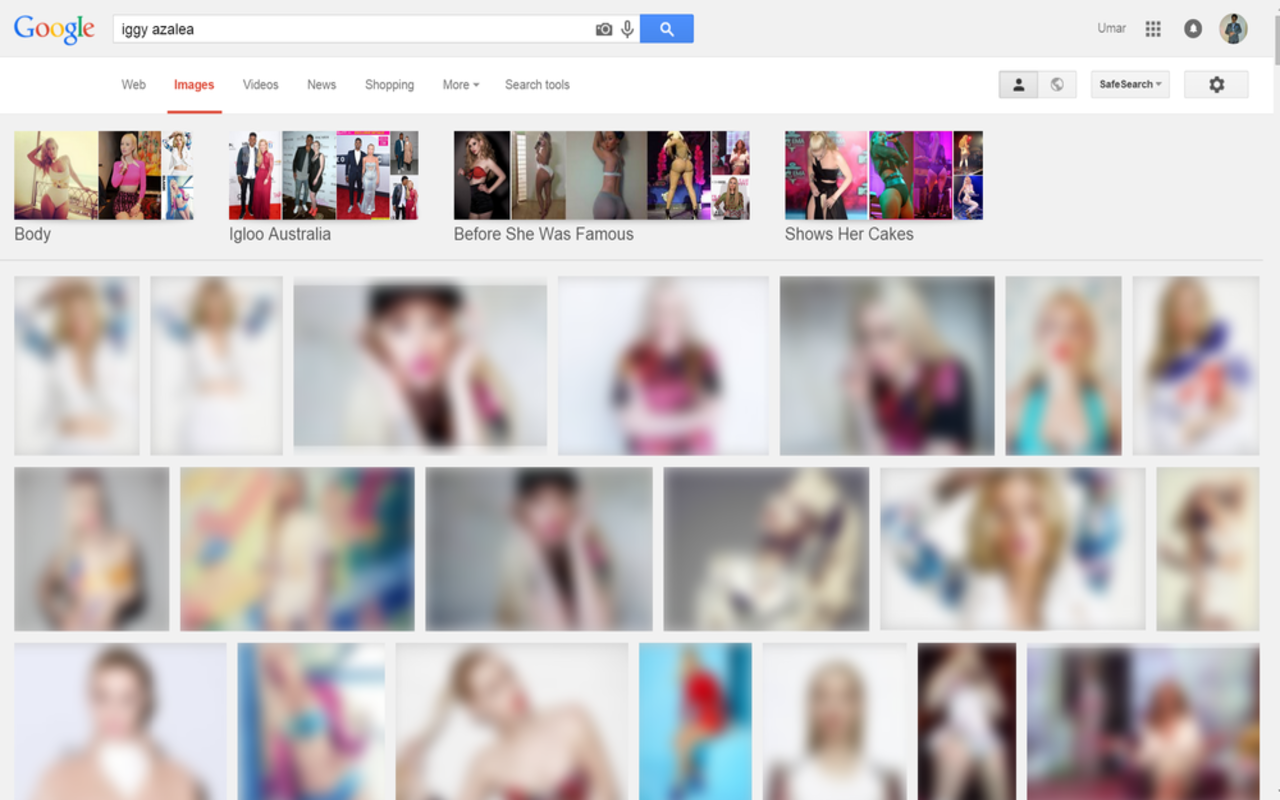 Google
iggy azalea
Umar
Web Images Videos News Shopping More Search tools
SafeSearch
Body
Igloo Australia
Before She Was Famous
Shows Her Cakes